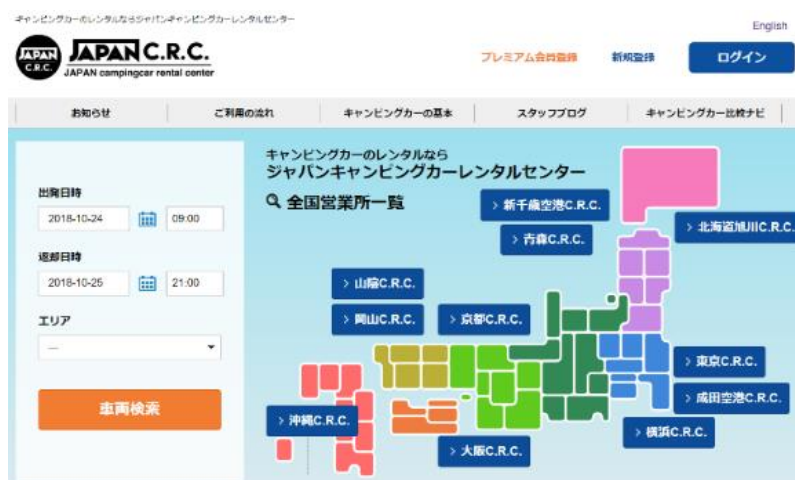 キャンピングカーのレンタルならジャパンキャンピングカーレンタルセンター
English
JAPAN C.R.C.
JAPAN C.R.C.
JAPAN campingcar rental center
プレミアム会員登録
新規登録
ログイン
お知らせ
ご利用の流れ
キャンピングカーの基本
スタッフブログ
キャンピングカー比較ナビ
出発日時
2018-10-24
09:00
返却日時
2018-10-25
21:00
エリア
---
車両検索
キャンピングカーのレンタルなら
ジャパンキャンピングカーレンタルセンター
全国営業所一覧
> 新千歳空港C.R.C.
> 北海道旭川C.R.C.
> 青森C.R.C.
> 山陰C.R.C.
> 岡山C.R.C.
> 京都C.R.C.
> 東京C.R.C.
> 成田空港C.R.C.
> 横浜C.R.C.
> 沖縄C.R.C.
> 大阪C.R.C.